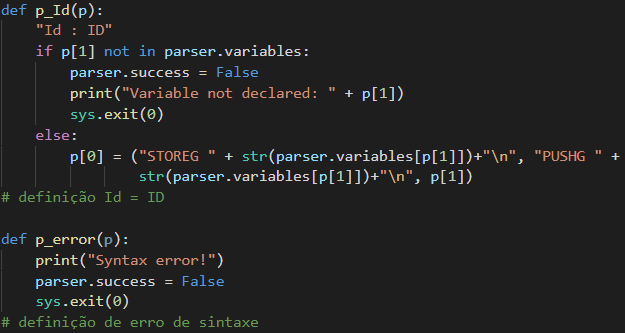 def p_Id(p):
    "Id : ID"
    if p[1] not in parser.variables:
        parser.success = False
        print("Variable not declared: " + p[1])
        sys.exit(0)
    else:
        p[0] = ("STOREG " + str(parser.variables[p[1]])+"\n", "PUSHG " +
                str(parser.variables[p[1]])+"\n", p[1])
# definição Id = ID

def p_error(p):
    print("Syntax error!")
    parser.success = False
    sys.exit(0)
# definição de erro de sintaxe